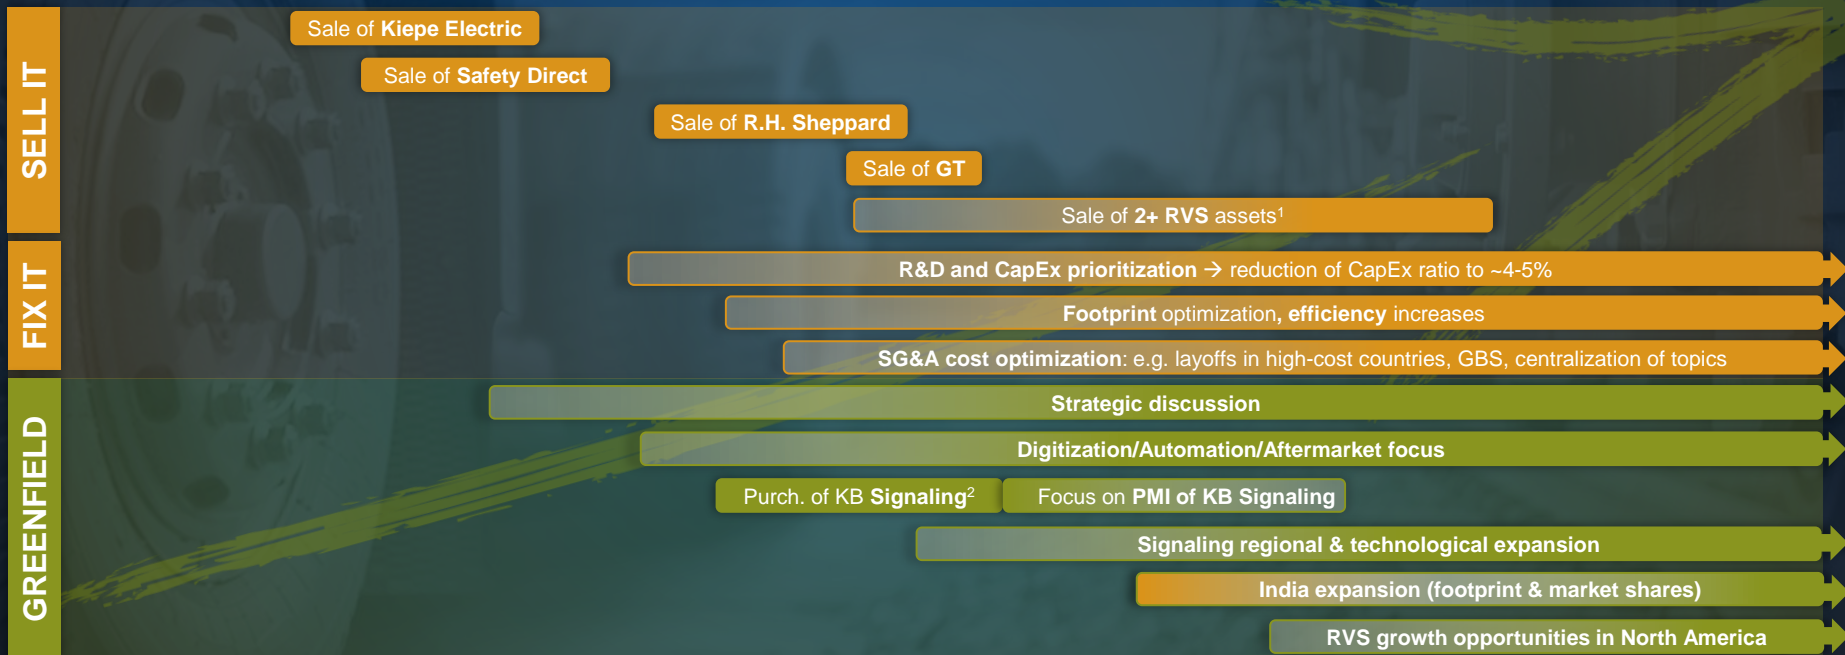 SELL IT
Sale of Kiepe Electric
Sale of Safety Direct
Sale of R.H. Sheppard
Sale of GT
Sale of 2+ RVS assets¹
FIX IT
R&D and CapEx prioritization → reduction of CapEx ratio to ~4-5%
Footprint optimization, efficiency increases
SG&A cost optimization: e.g. layoffs in high-cost countries, GBS, centralization of topics
GREENFIELD
Strategic discussion
Digitization/Automation/Aftermarket focus
Purch. of KB Signaling²
Focus on PMI of KB Signaling
Signaling regional & technological expansion
India expansion (footprint & market shares)
RVS growth opportunities in North America